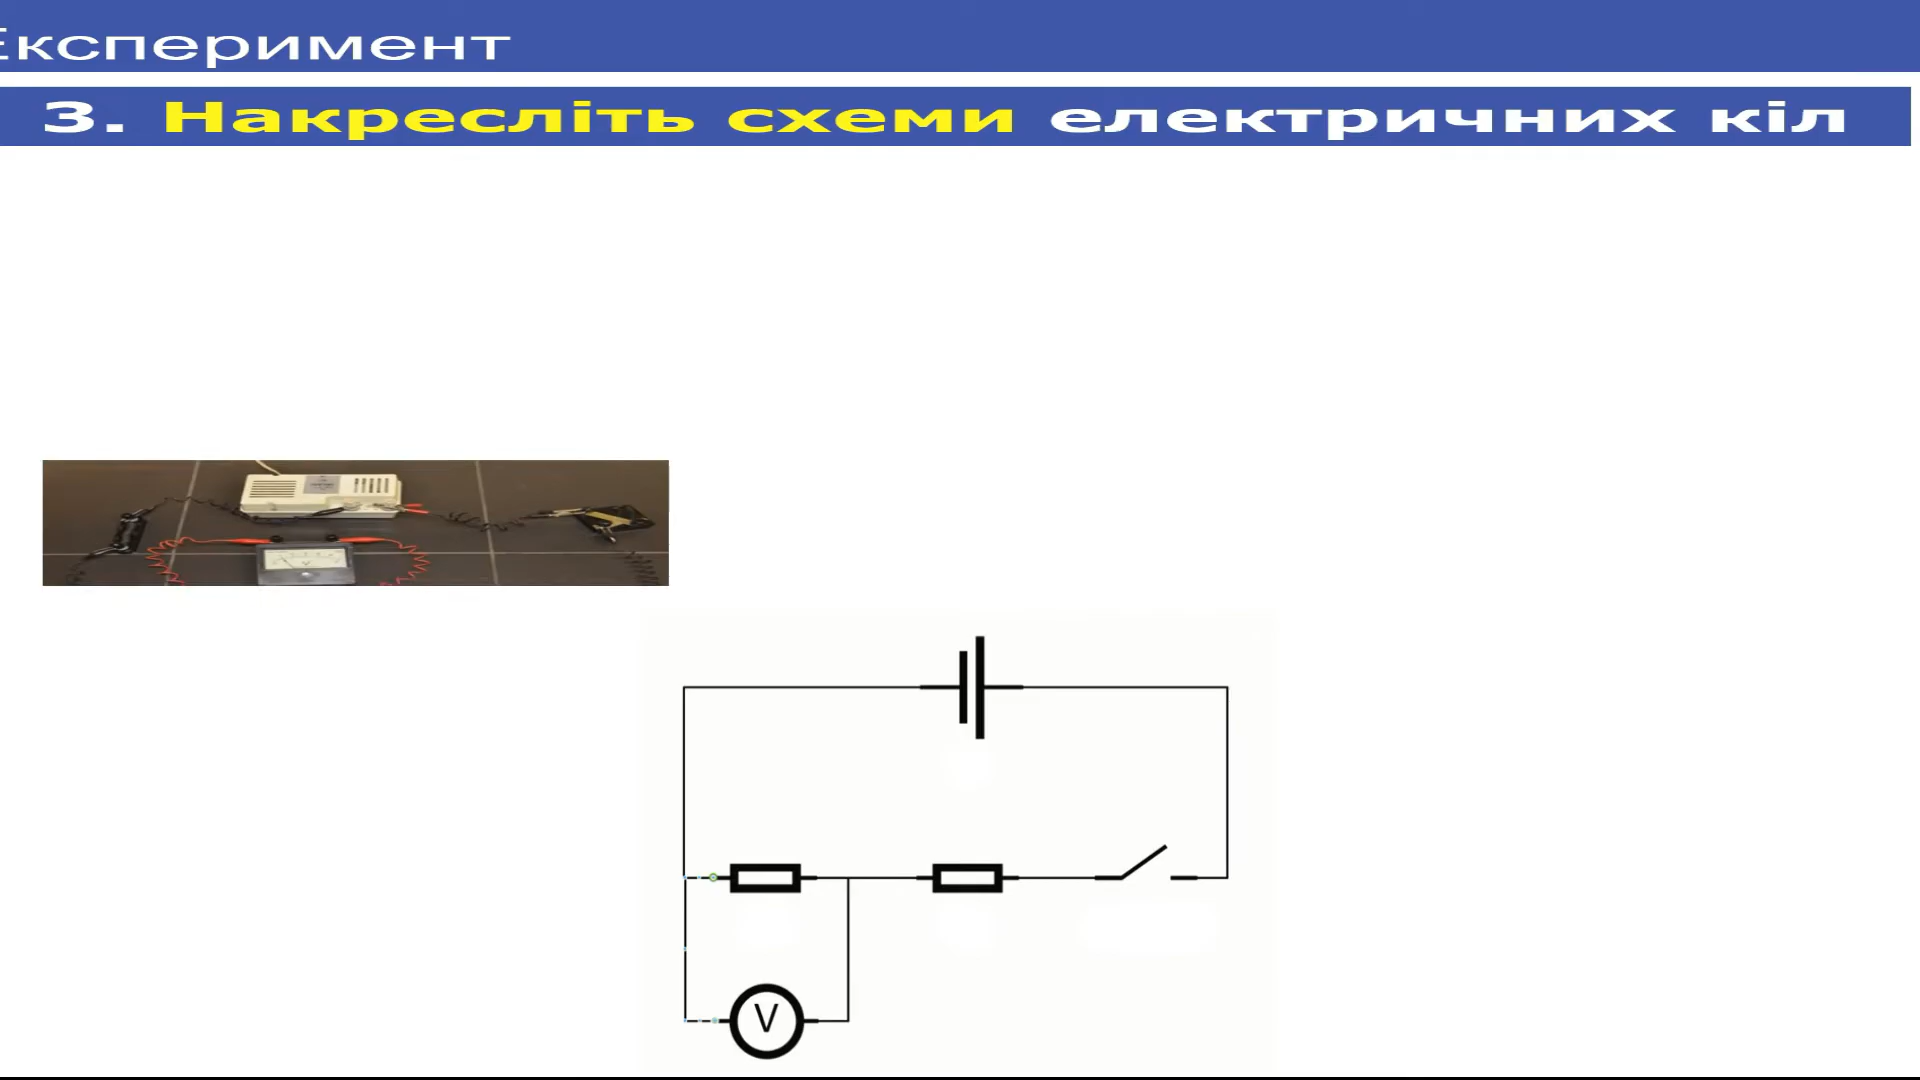 Експеримент
3. Накресліть схеми електричних кіл
V